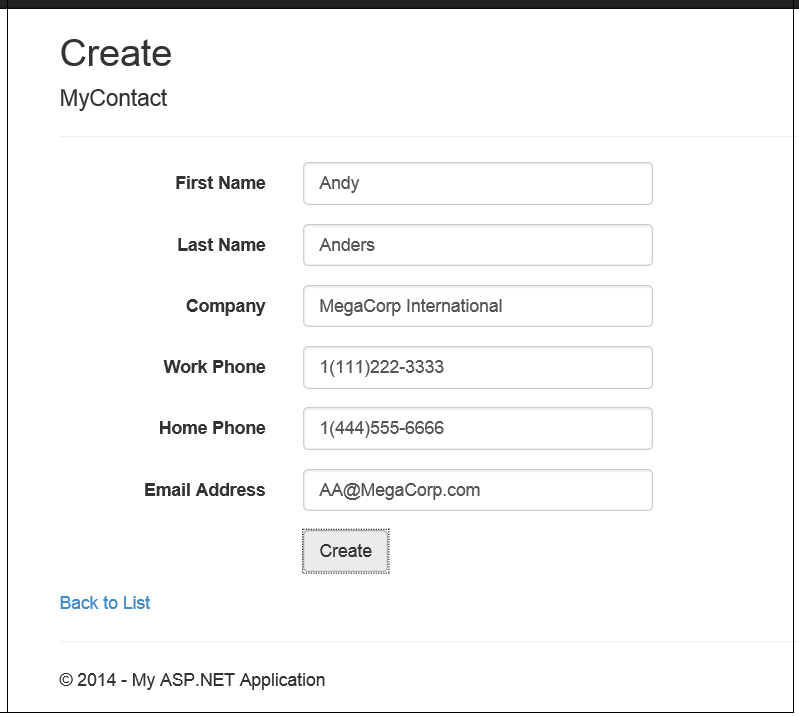 Create
MyContact
First Name Andy
Last Name Anders
Company MegaCorp International
Work Phone 1(111)222-3333
Home Phone 1(444)555-6666
Email Address AA@MegaCorp.com
Create
Back to List
© 2014 - My ASP.NET Application